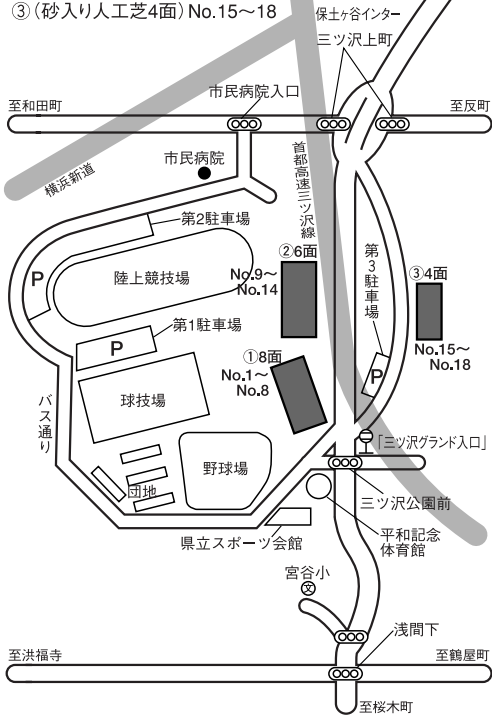 ③(砂入り人工芝4面)No.15〜18
保土ヶ谷インター
三ツ沢上町
市民病院入口
至和田町
至反町
市民病院
横浜新道
首都高速三ツ沢線
第2駐車場
P
陸上競技場
②6面
No.9〜
No.14
第3駐車場
③4面
No.15〜
No.18
第1駐車場
P
①8面
No.1〜
No.8
P
バス通り
球技場
「三ツ沢グランド入口」
野球場
団地
三ツ沢公園前
県立スポーツ会館
平和記念
体育館
宮谷小
文
浅間下
至洪福寺
至鶴屋町
至桜木町